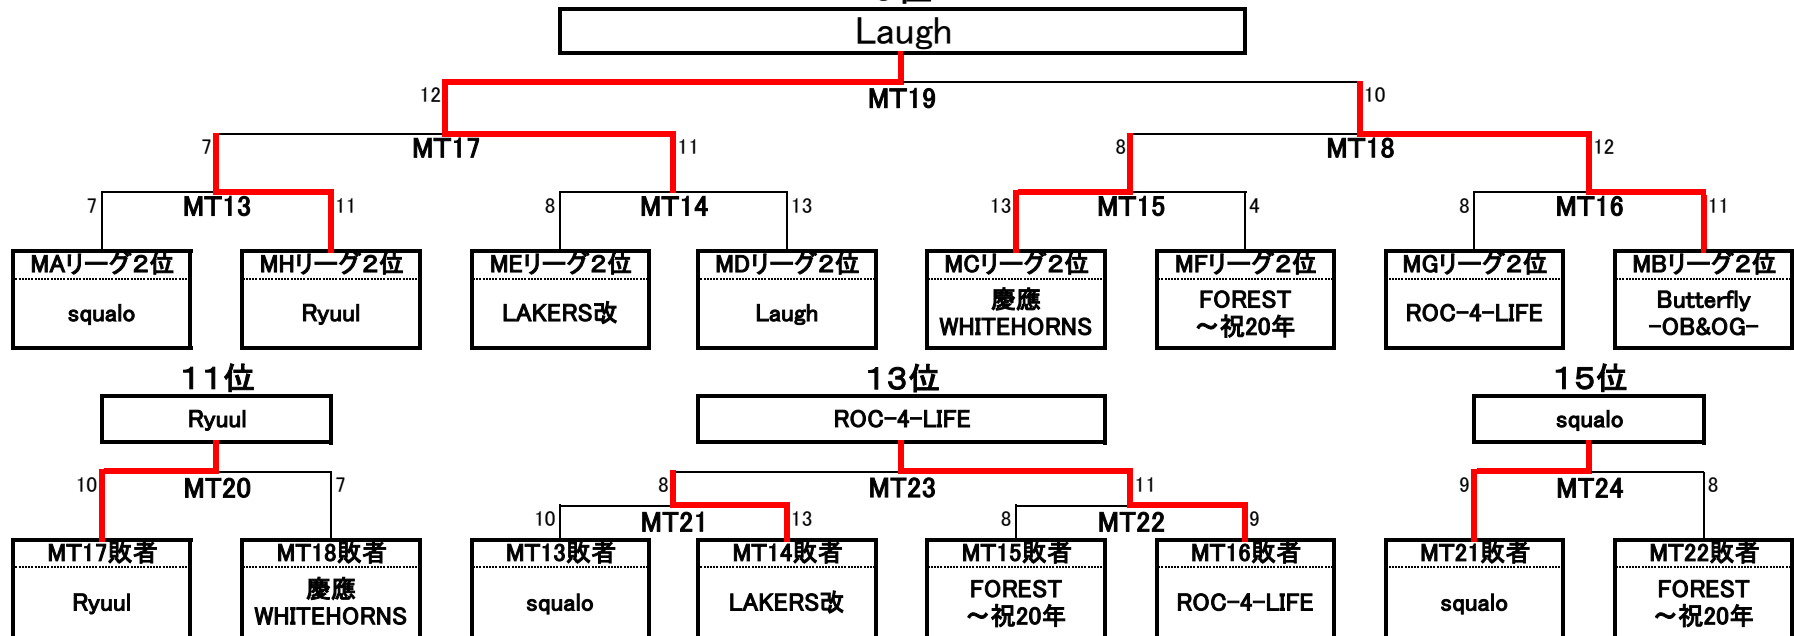 Laugh
12
MT19
10
7
MT17
11
8
MT18
12
7
MT13
11
8
MT14
13
13
MT15
4
8
MT16
11
MAリーグ2位
MHリーグ2位
MEリーグ2位
MDリーグ2位
MCリーグ2位
MFリーグ2位
MGリーグ2位
MBリーグ2位
squalo
Ryuul
LAKERS改
Laugh
慶應
WHITEHORNS
FOREST
～祝20年
ROC-4-LIFE
Butterfly
-OB&OG-
11位
13位
15位
Ryuul
ROC-4-LIFE
squalo
10
MT20
7
8
MT23
11
9
MT24
8
10
MT21
13
8
MT22
9
MT17敗者
MT18敗者
MT13敗者
MT14敗者
MT15敗者
MT16敗者
MT21敗者
MT22敗者
Ryuul
慶應
WHITEHORNS
squalo
LAKERS改
FOREST
～祝20年
ROC-4-LIFE
squalo
FOREST
～祝20年